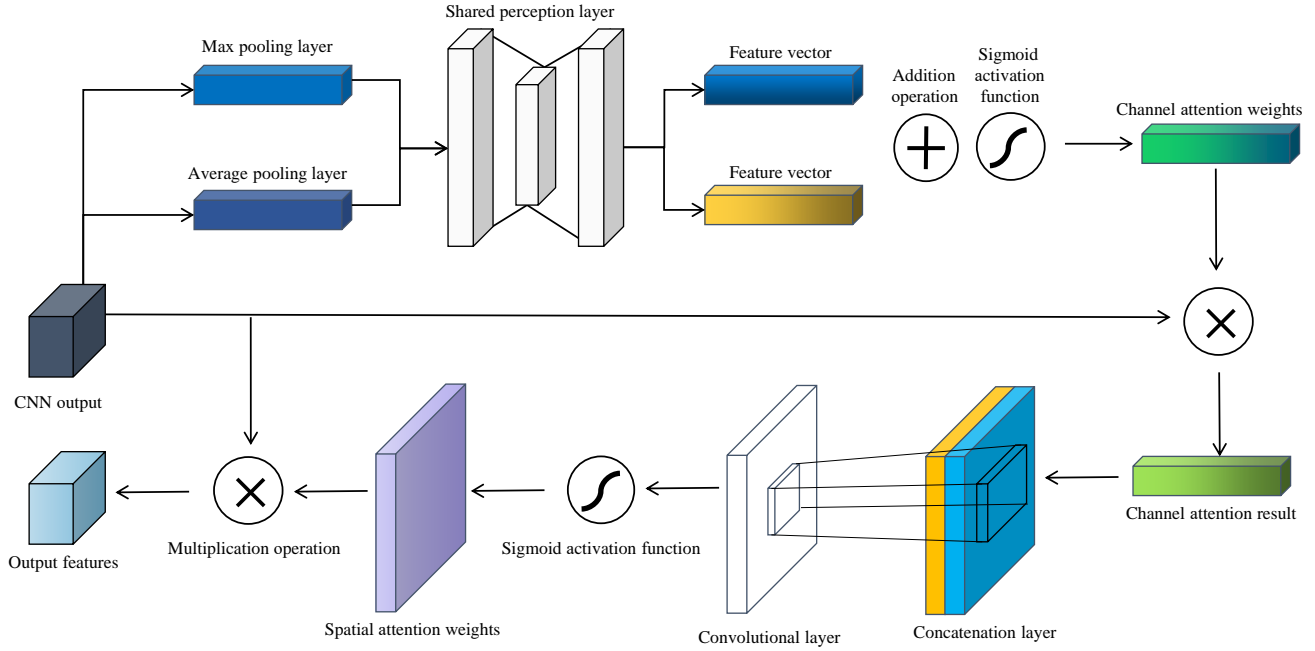 Shared perception layer
Max pooling layer
Feature vector
Addition
operation
Sigmoid
activation
function
Channel attention weights
Average pooling layer
Feature vector
CNN output
Output features
Multiplication operation
Spatial attention weights
Sigmoid activation function
Convolutional layer
Concatenation layer
Channel attention result